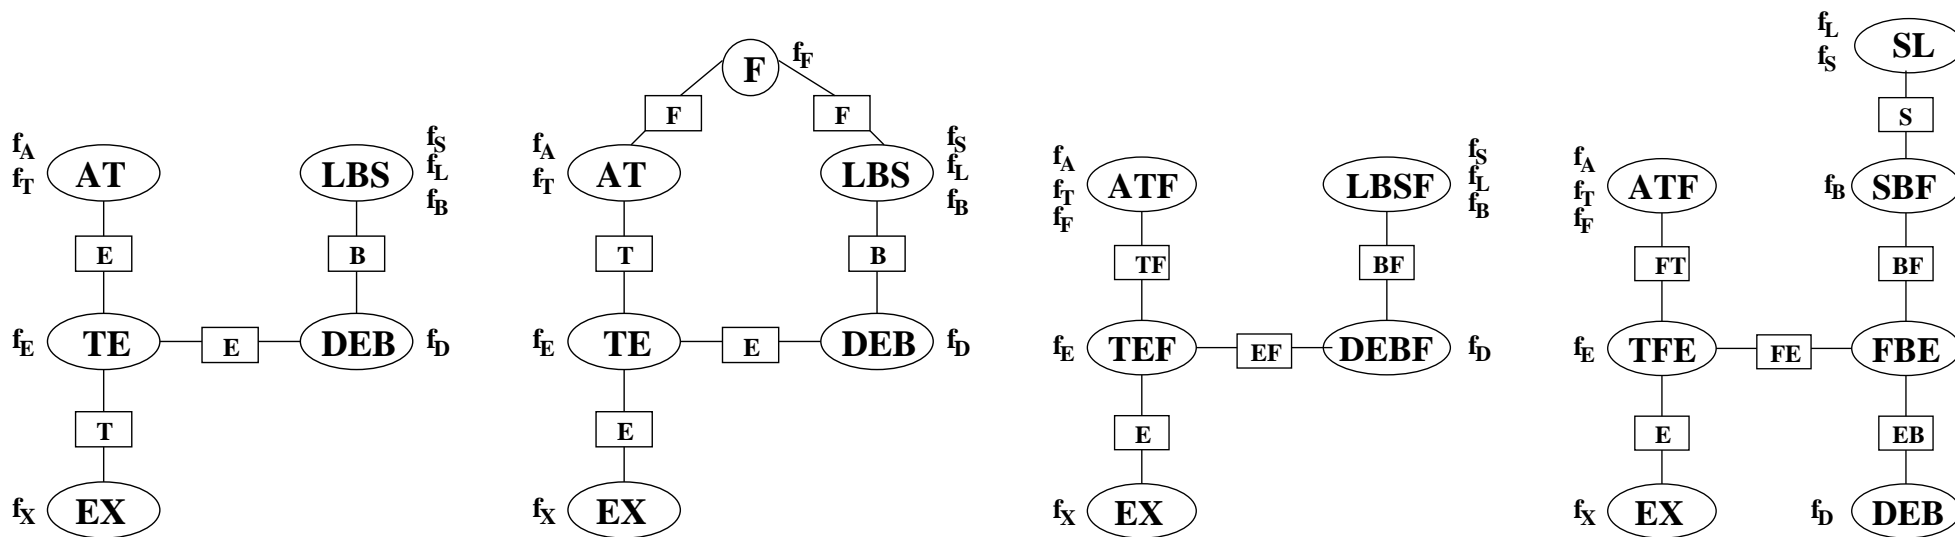 f_A
f_T
AT
E
f_E
TE
T
f_X
EX
E
f_S
f_L
f_B
LBS
B
DEB
f_D
F
f_F
F
F
f_A
f_T
AT
T
f_E
TE
E
f_X
EX
E
LBS
f_S
f_L
f_B
B
DEB
f_D
f_A
f_T
f_F
ATF
TF
f_E
TEF
E
f_X
EX
EF
LBSF
f_S
f_L
f_B
BF
DEBF
f_D
f_A
f_T
f_F
ATF
FT
f_E
TFE
E
f_X
EX
FE
f_L
f_S
SL
S
f_B
SBF
BF
FBE
EB
f_D
DEB